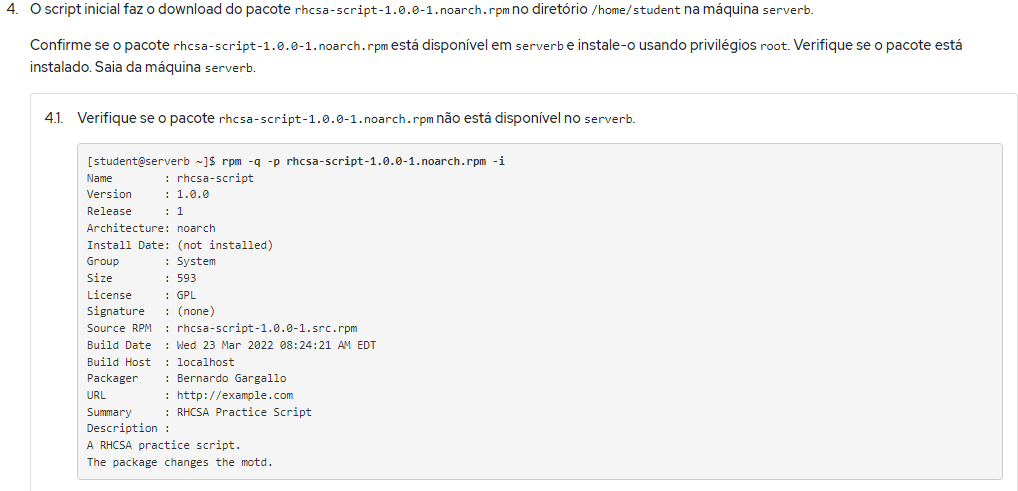 4. O script inicial faz o download do pacote rhcsa-script-1.0.0-1.noarch.rpm no diretório /home/student na máquina serverb.
Confirme se o pacote rhcsa-script-1.0.0-1.noarch.rpm está disponível em serverb e instale-o usando privilégios root. Verifique se o pacote está
instalado. Saia da máquina serverb.
4.1. Verifique se o pacote rhcsa-script-1.0.0-1.noarch.rpm não está disponível no serverb.
[student@serverb ~]$ rpm -q -p rhcsa-script-1.0.0-1.noarch.rpm -i
Name        : rhcsa-script
Version     : 1.0.0
Release     : 1
Architecture: noarch
Install Date: (not installed)
Group       : System
Size        : 593
License     : GPL
Signature   : (none)
Source RPM  : rhcsa-script-1.0.0-1.src.rpm
Build Date  : Wed 23 Mar 2022 08:24:21 AM EDT
Build Host  : localhost
Packager    : Bernardo Gargallo
URL         : http://example.com
Summary     : RHCSA Practice Script
Description :
A RHCSA practice script.
The package changes the motd.